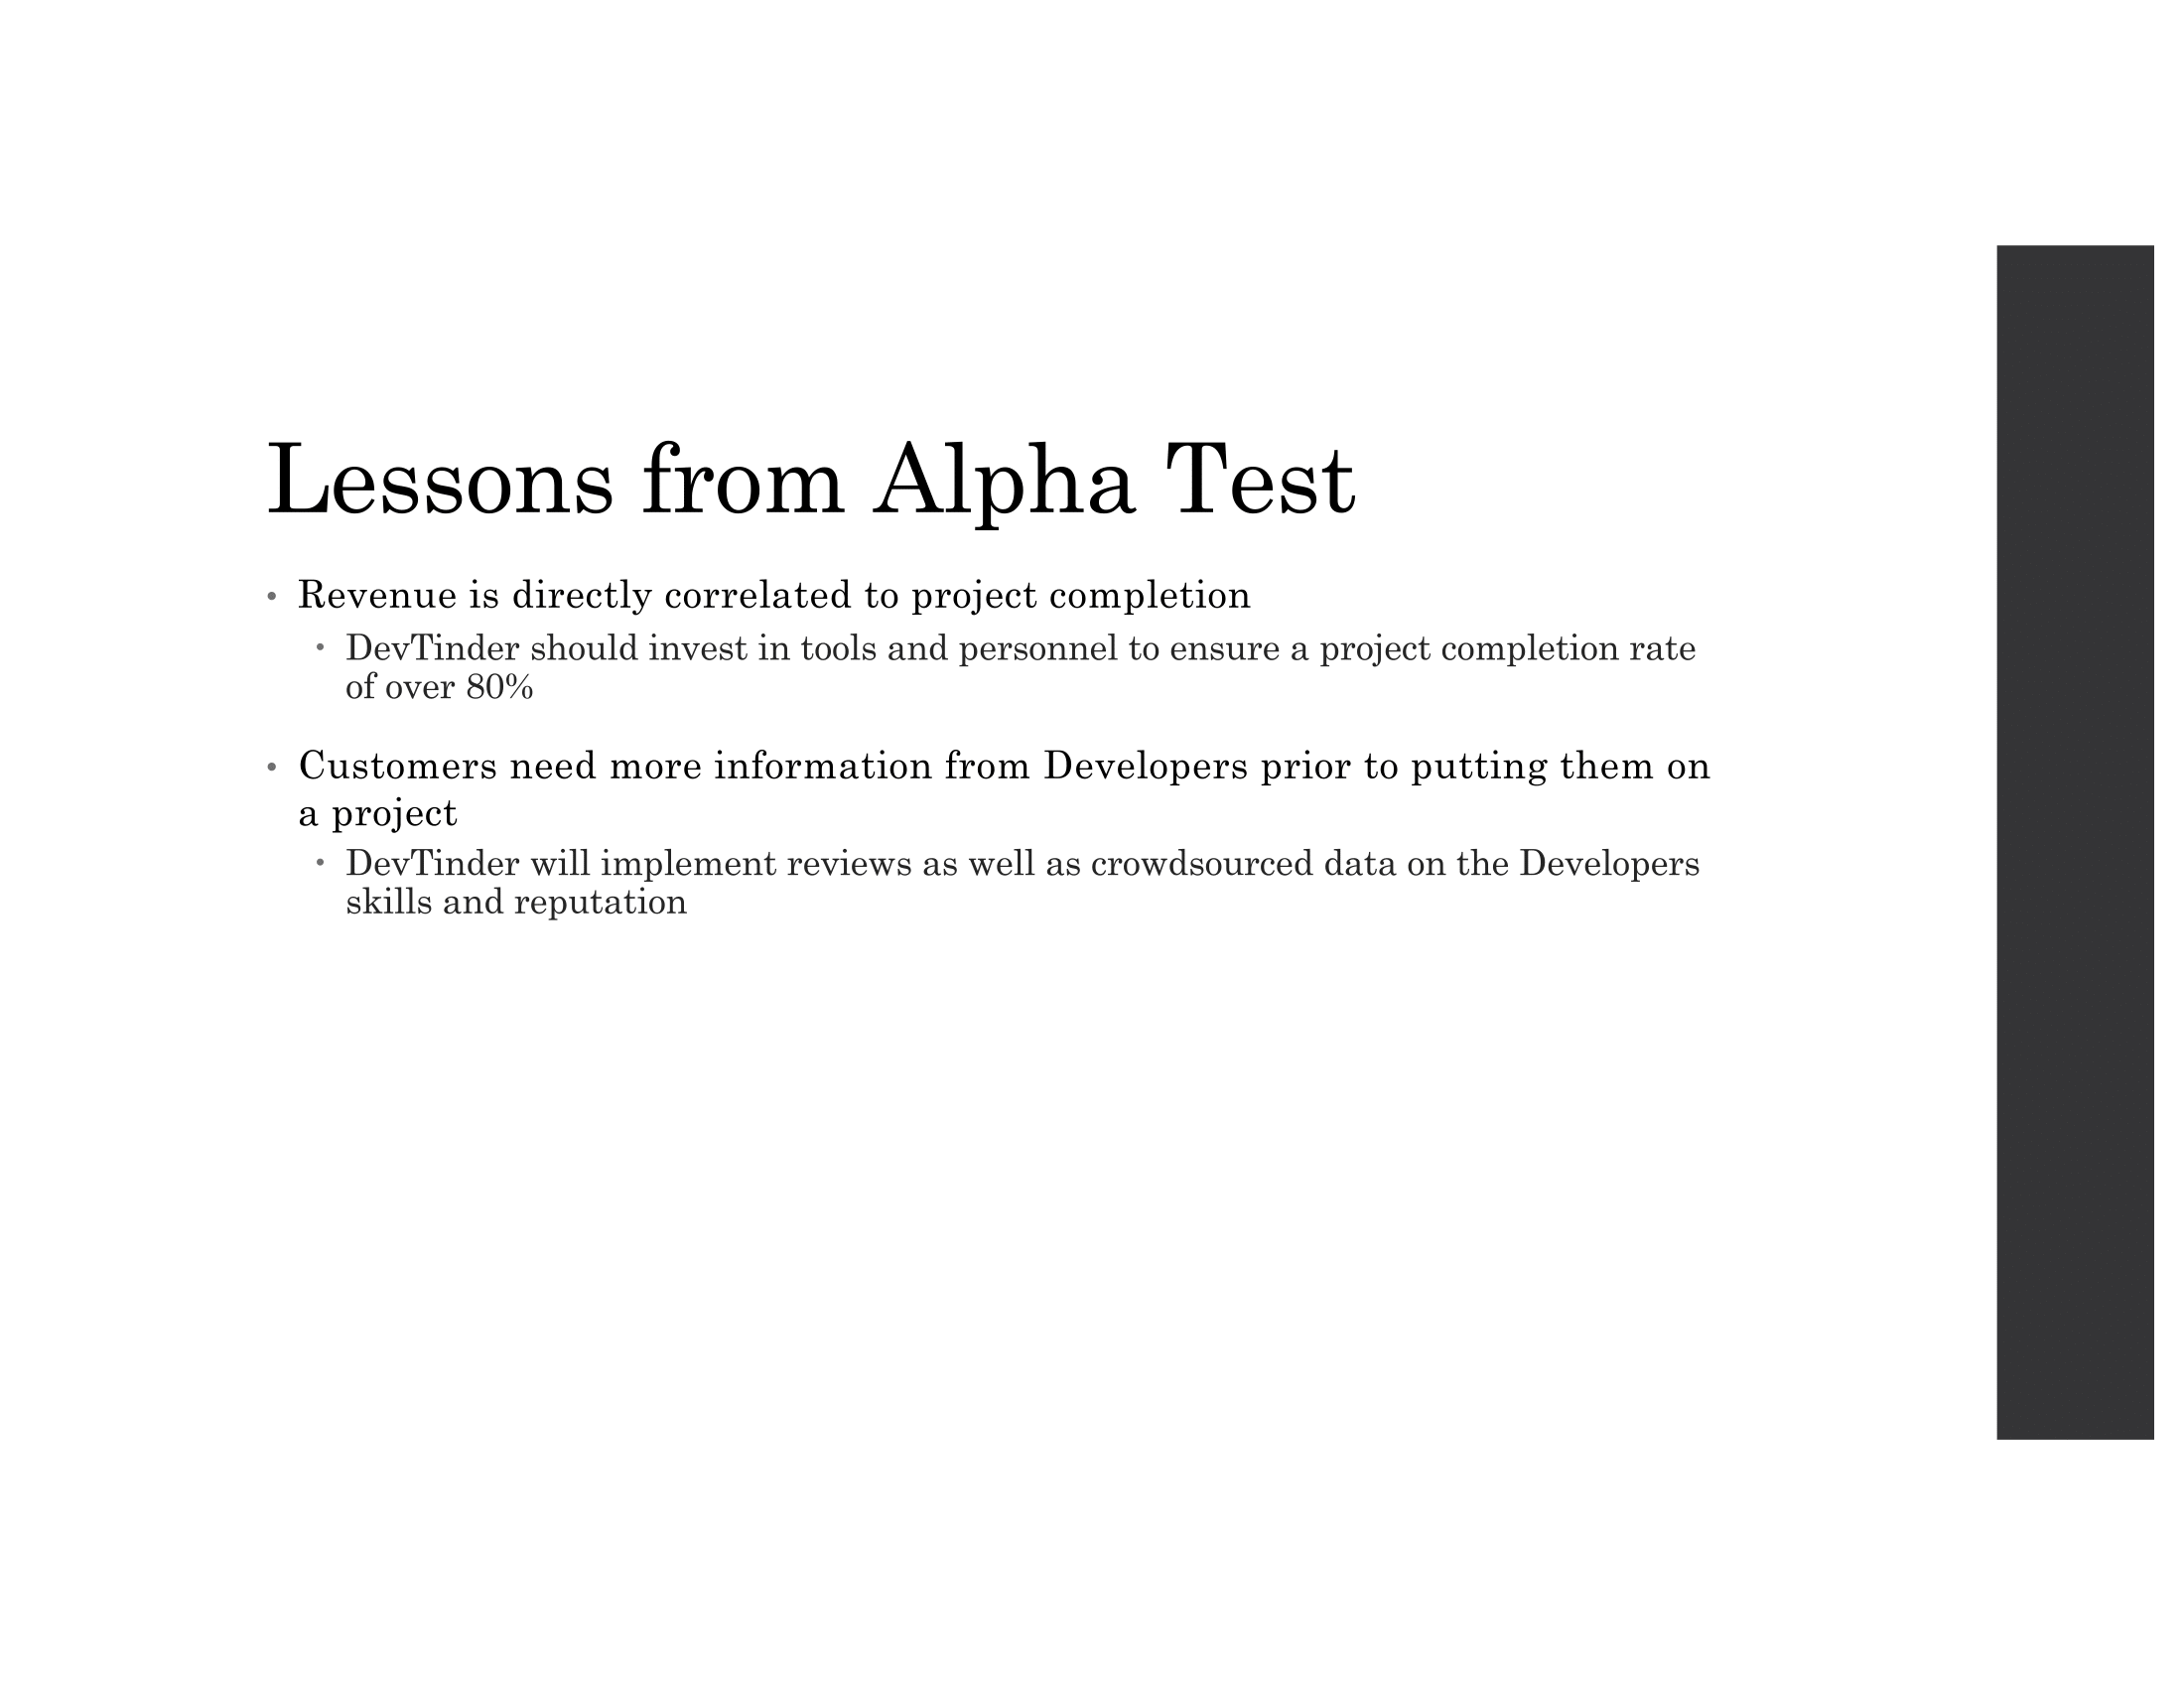 Lessons from Alpha Test
• Revenue is directly correlated to project completion
• DevTinder should invest in tools and personnel to ensure a project completion rate
of over 80%
• Customers need more information from Developers prior to putting them on
a project
• DevTinder will implement reviews as well as crowdsourced data on the Developers
skills and reputation